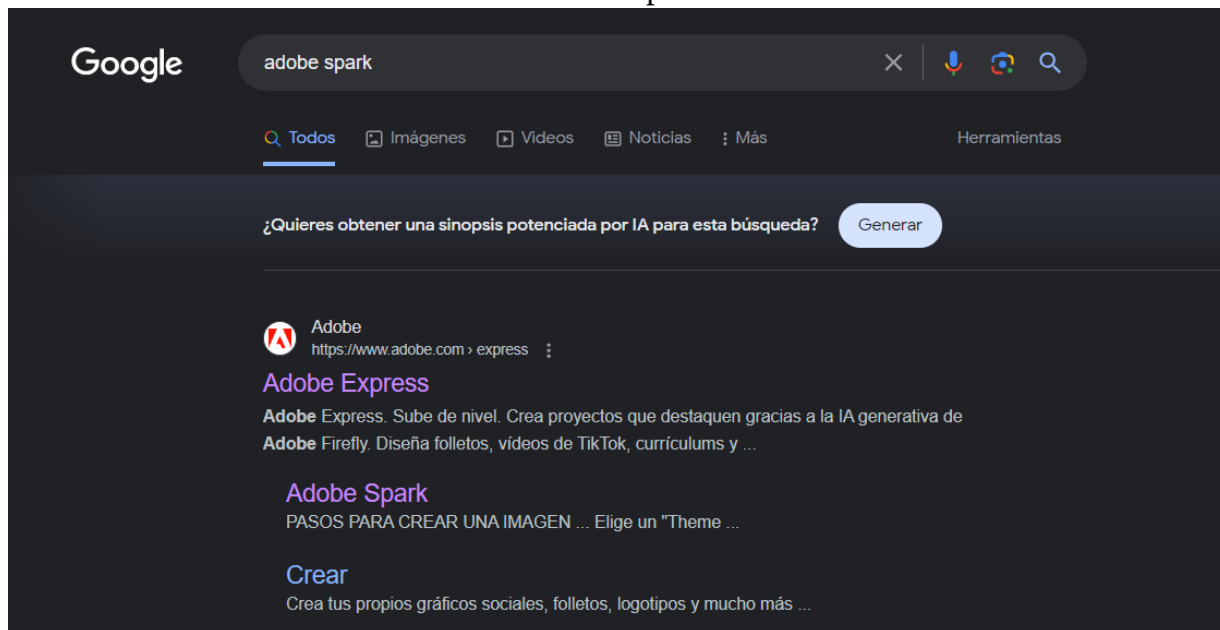 Google
adobe spark
Todos Imágenes Videos Noticias Más Herramientas
¿Quieres obtener una sinopsis potenciada por IA para esta búsqueda? Generar
Adobe
https://www.adobe.com › express
Adobe Express
Adobe Express. Sube de nivel. Crea proyectos que destaquen gracias a la IA generativa de
Adobe Firefly. Diseña folletos, vídeos de TikTok, currículums y ...
Adobe Spark
PASOS PARA CREAR UNA IMAGEN ... Elige un "Theme ...
Crear
Crea tus propios gráficos sociales, folletos, logotipos y mucho más ...